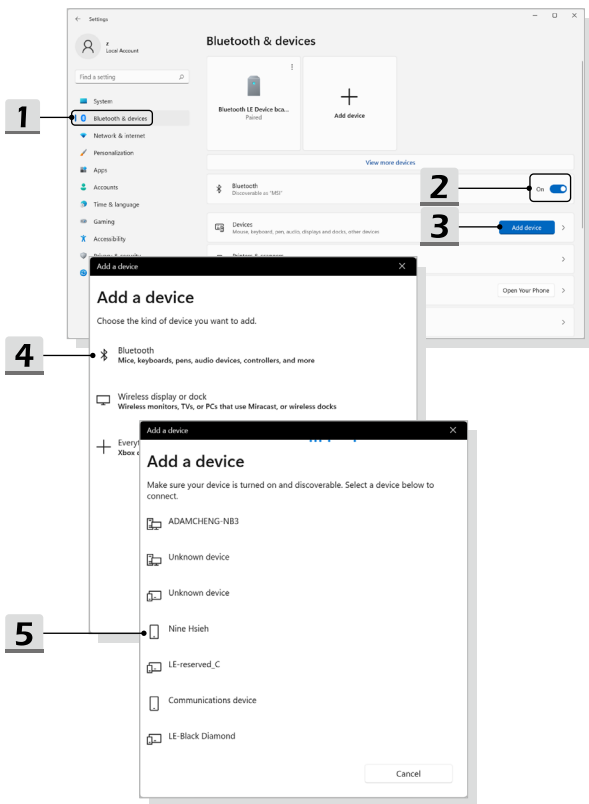 Settings
z
Local Account
Find a setting
System
Bluetooth & devices
Network & internet
Personalization
Apps
Accounts
Time & language
Gaming
Accessibility
Privacy & security
Bluetooth & devices
Bluetooth LE Device bca...
Paired
Add device
View more devices
Bluetooth
Discoverable as "MSI"
On
Devices
Mouse, keyboard, pen, audio, displays and docks, other devices
Add device
Printers & scanners
Open Your Phone
1
2
3
Add a device
Add a device
Choose the kind of device you want to add.
4
Bluetooth
Mice, keyboards, pens, audio devices, controllers, and more
Wireless display or dock
Wireless monitors, TVs, or PCs that use Miracast, or wireless docks
Xbox
Add a device
Add a device
Make sure your device is turned on and discoverable. Select a device below to
connect.
ADAMCHENG-NB3
Unknown device
Unknown device
5
Nine Hsieh
LE-reserved_C
Communications device
LE-Black Diamond
Cancel